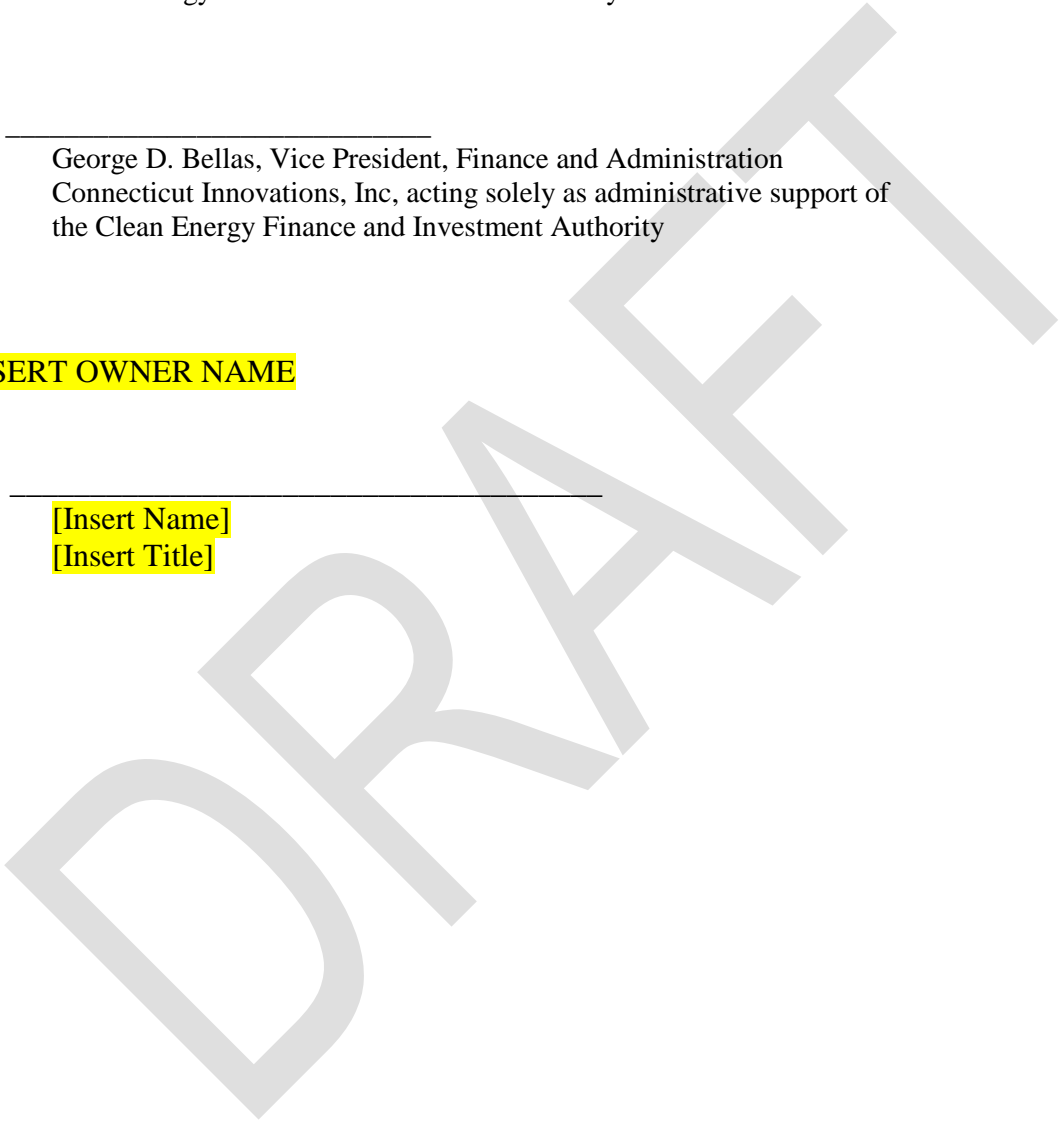 George D. Bellas, Vice President, Finance and Administration
Connecticut Innovations, Inc, acting solely as administrative support of
the Clean Energy Finance and Investment Authority
OWNER NAME
[Insert Name]
[Insert Title]
DRAFT